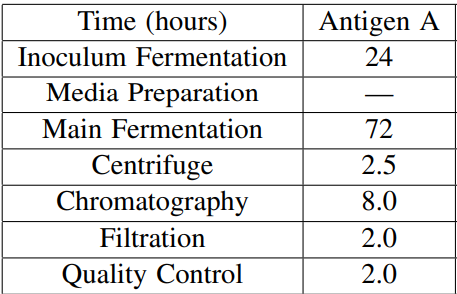 Time (hours) Antigen A
Inoculum Fermentation 24
Media Preparation —
Main Fermentation 72
Centrifuge 2.5
Chromatography 8.0
Filtration 2.0
Quality Control 2.0